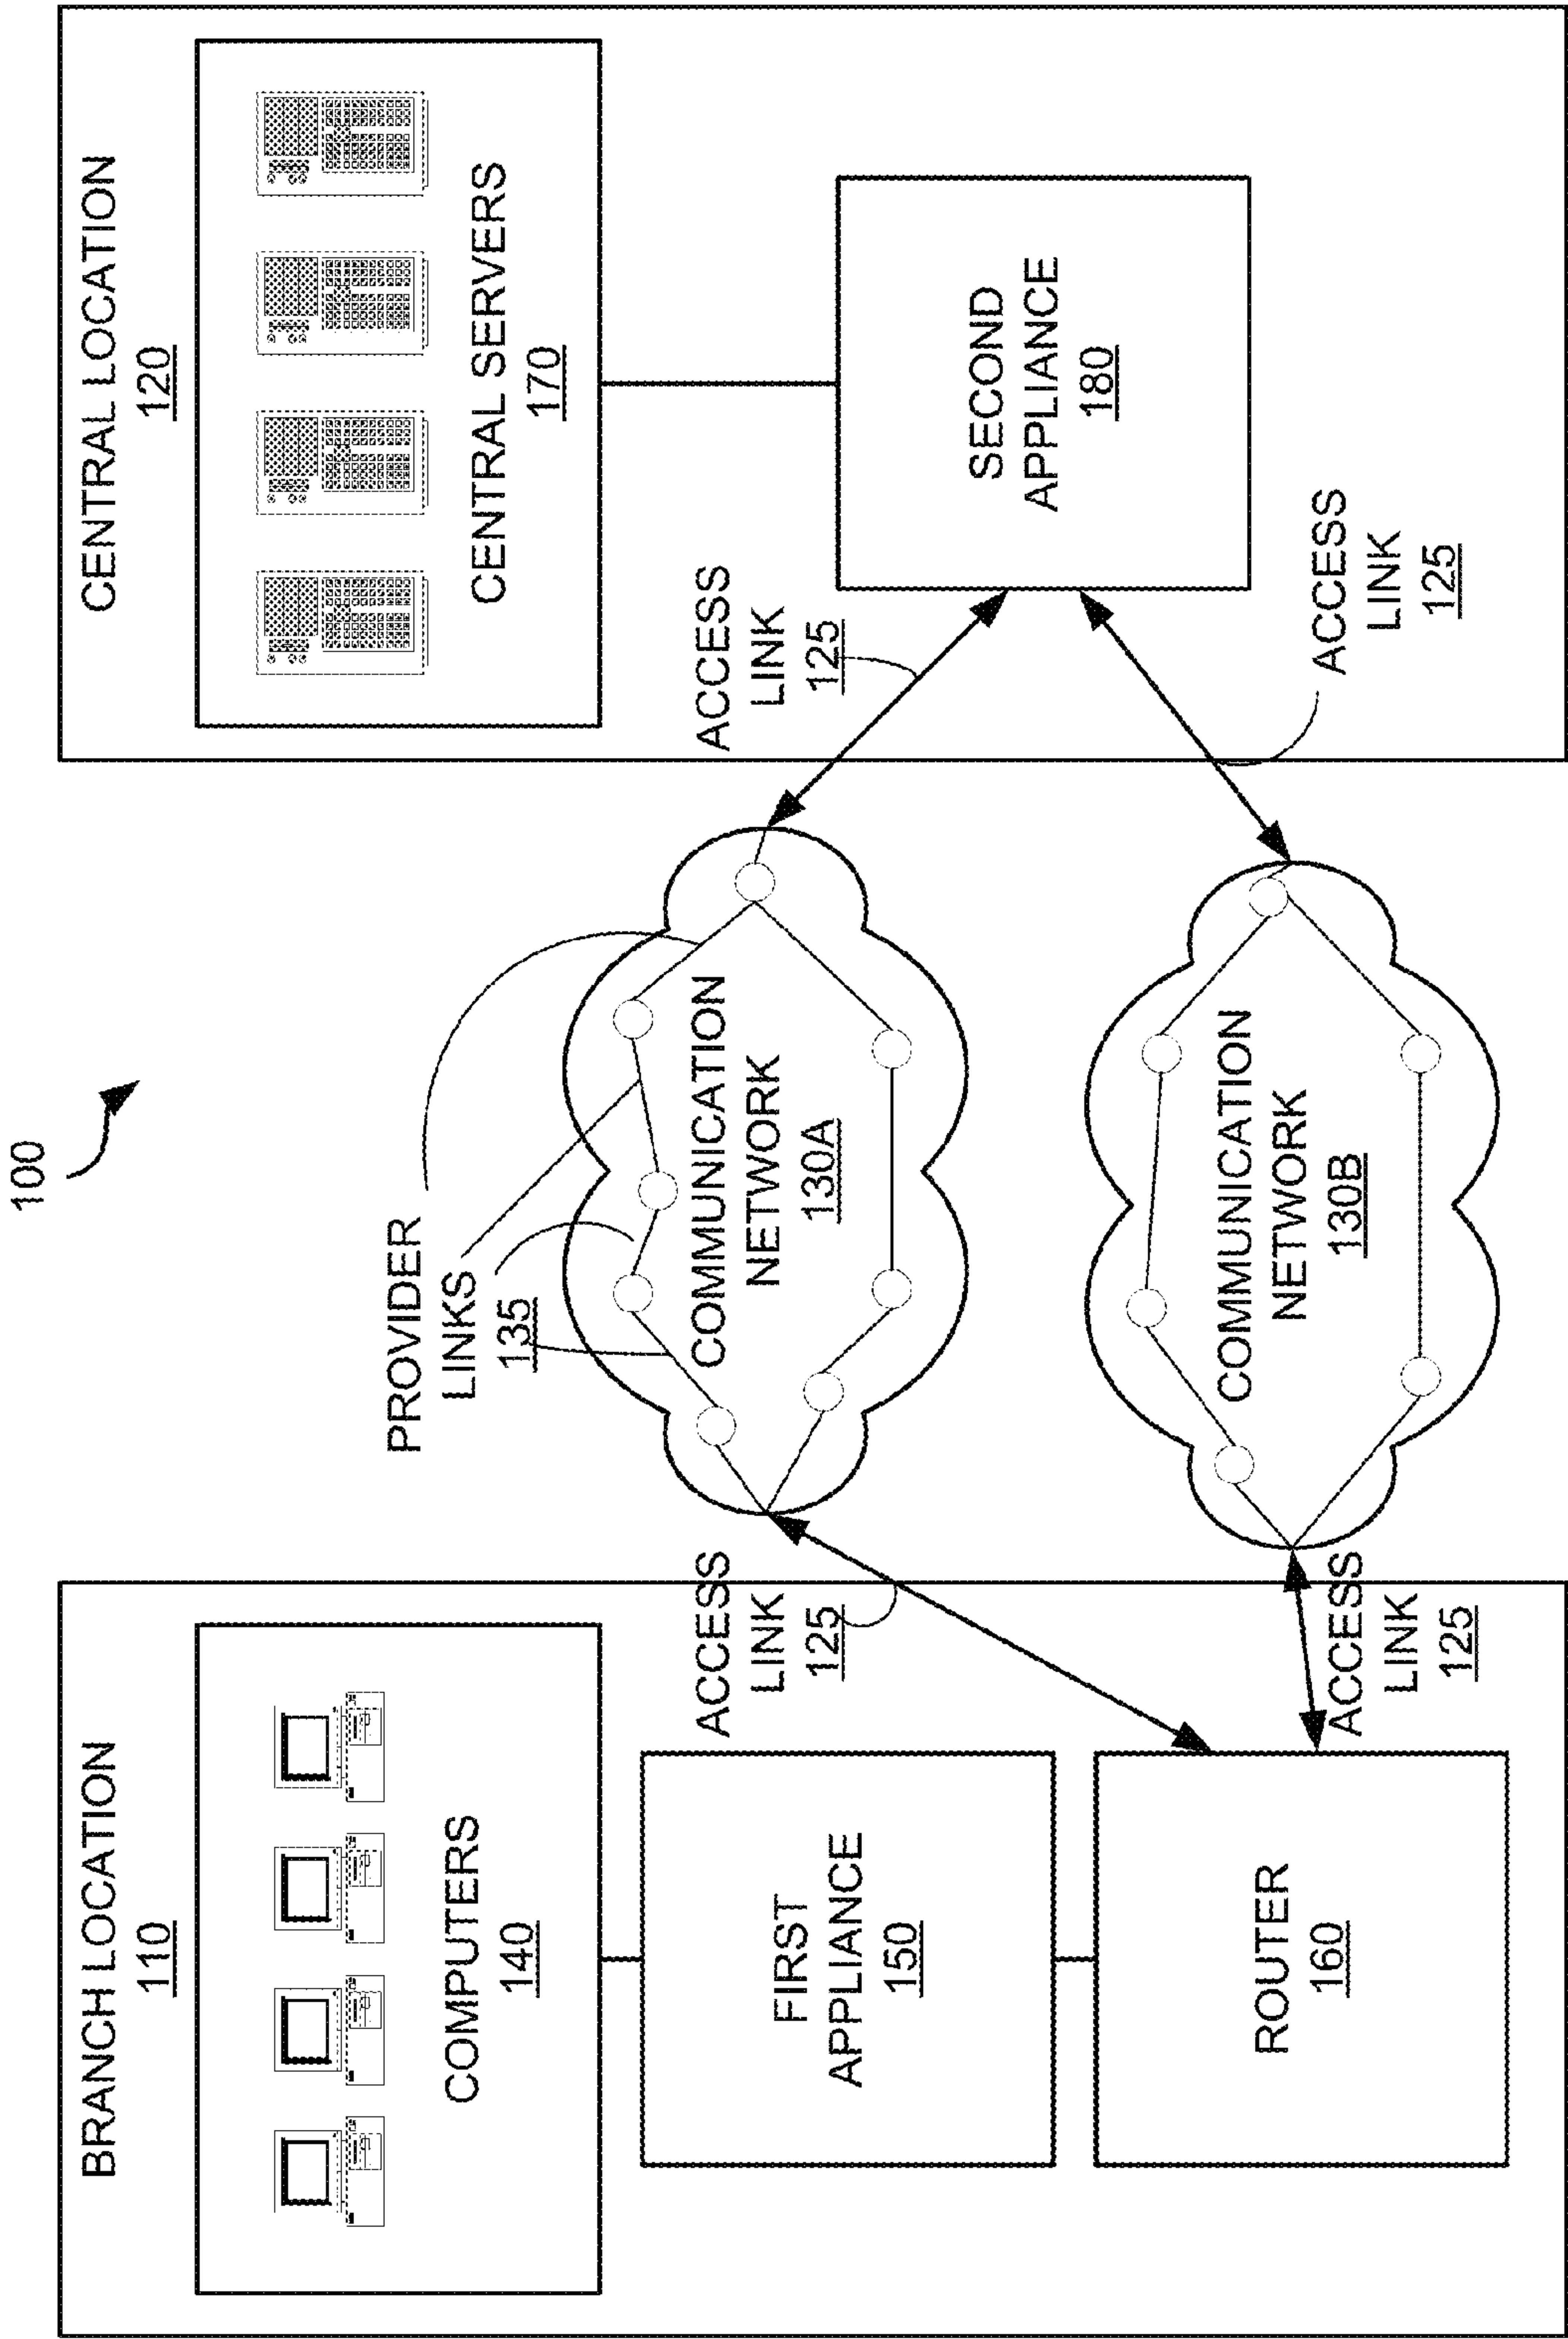 100
BRANCH LOCATION
110
COMPUTERS
140
FIRST
APPLIANCE
150
ROUTER
160
ACCESS
LINK
125
ACCESS
LINK
125
PROVIDER
LINKS
135
COMMUNICATION
NETWORK
130A
COMMUNICATION
NETWORK
130B
CENTRAL LOCATION
120
CENTRAL SERVERS
170
ACCESS
LINK
125
SECOND
APPLIANCE
180
ACCESS
LINK
125